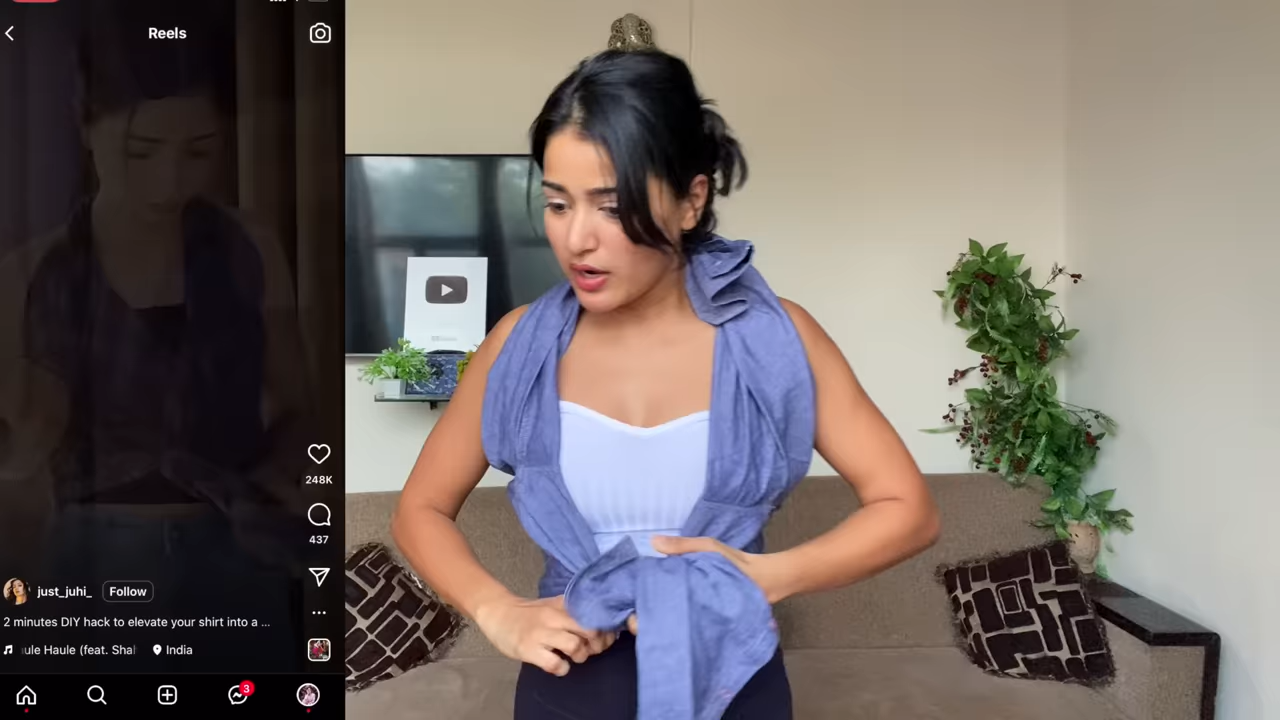 Reels
248K
437
just_juhi_ Follow
2 minutes DIY hack to elevate your shirt into a ...
ule Haule (feat. Shal India
3